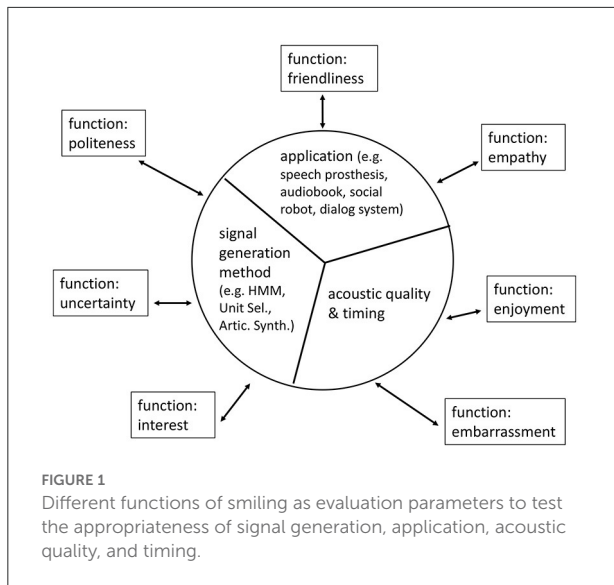 function:
friendliness
function:
politeness
function:
empathy
application (e.g.
speech prosthesis,
audiobook, social
robot, dialog system)
signal
generation
method
(e.g. HMM,
Unit Sel.,
Artic. Synth.)
acoustic quality
& timing
function:
uncertainty
function:
enjoyment
function:
interest
function:
embarrassment
FIGURE 1
Different functions of smiling as evaluation parameters to test
the appropriateness of signal generation, application, acoustic
quality, and timing.